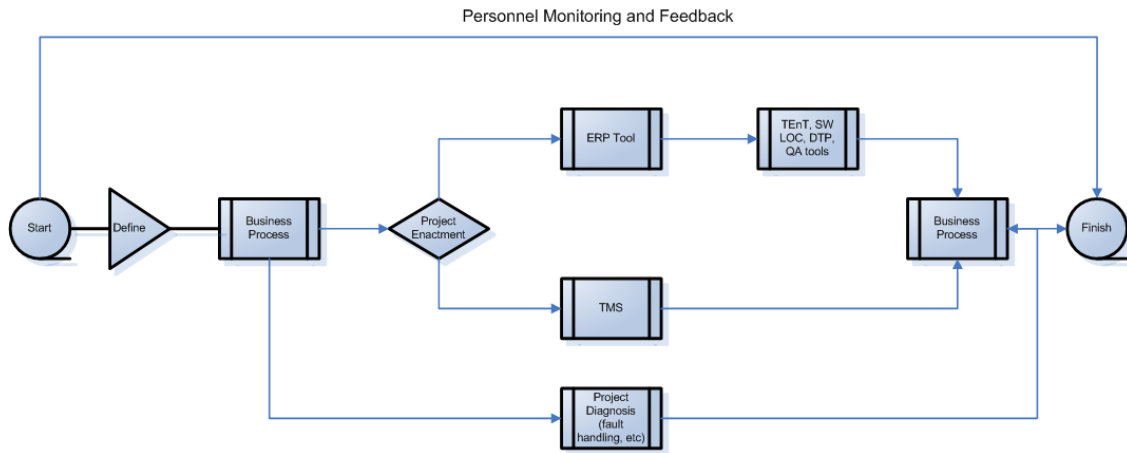 Personnel Monitoring and Feedback
ERP Tool
TEnT, SW
LOC, DTP,
QA tools
Start
Define
Business
Process
Project
Enactment
Business
Process
Finish
TMS
Project
Diagnosis
(fault
handling, etc)